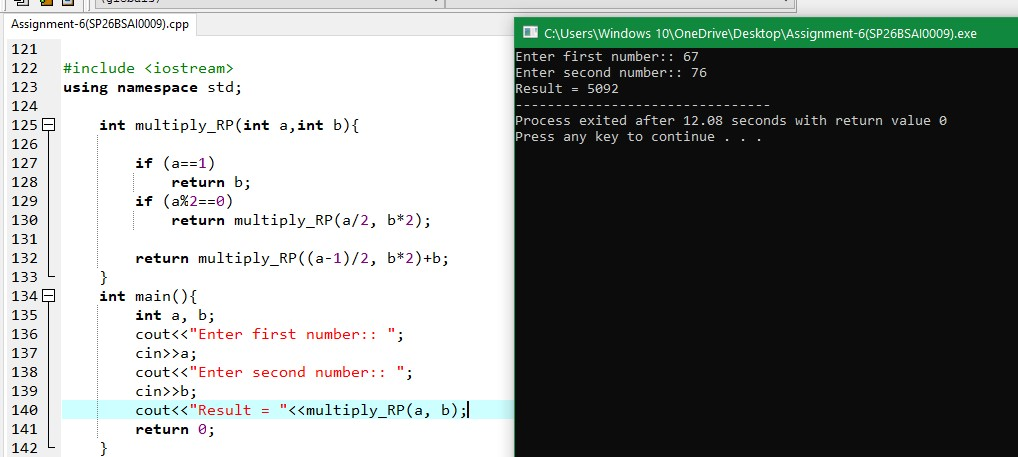 (globals)
Assignment-6(SP26BSAI0009).cpp
121
122 #include <iostream>
123 using namespace std;
124
125 int multiply_RP(int a,int b){
126
127 if (a==1)
128 return b;
129 if (a%2==0)
130 return multiply_RP(a/2, b*2);
131
132 return multiply_RP((a-1)/2, b*2)+b;
133 }
134 int main(){
135 int a, b;
136 cout<<"Enter first number:: ";
137 cin>>a;
138 cout<<"Enter second number:: ";
139 cin>>b;
140 cout<<"Result = "<<multiply_RP(a, b);
141 return 0;
142 }
C:\Users\Windows 10\OneDrive\Desktop\Assignment-6(SP26BSAI0009).exe
Enter first number:: 67
Enter second number:: 76
Result = 5092
--------------------------------
Process exited after 12.08 seconds with return value 0
Press any key to continue . . .